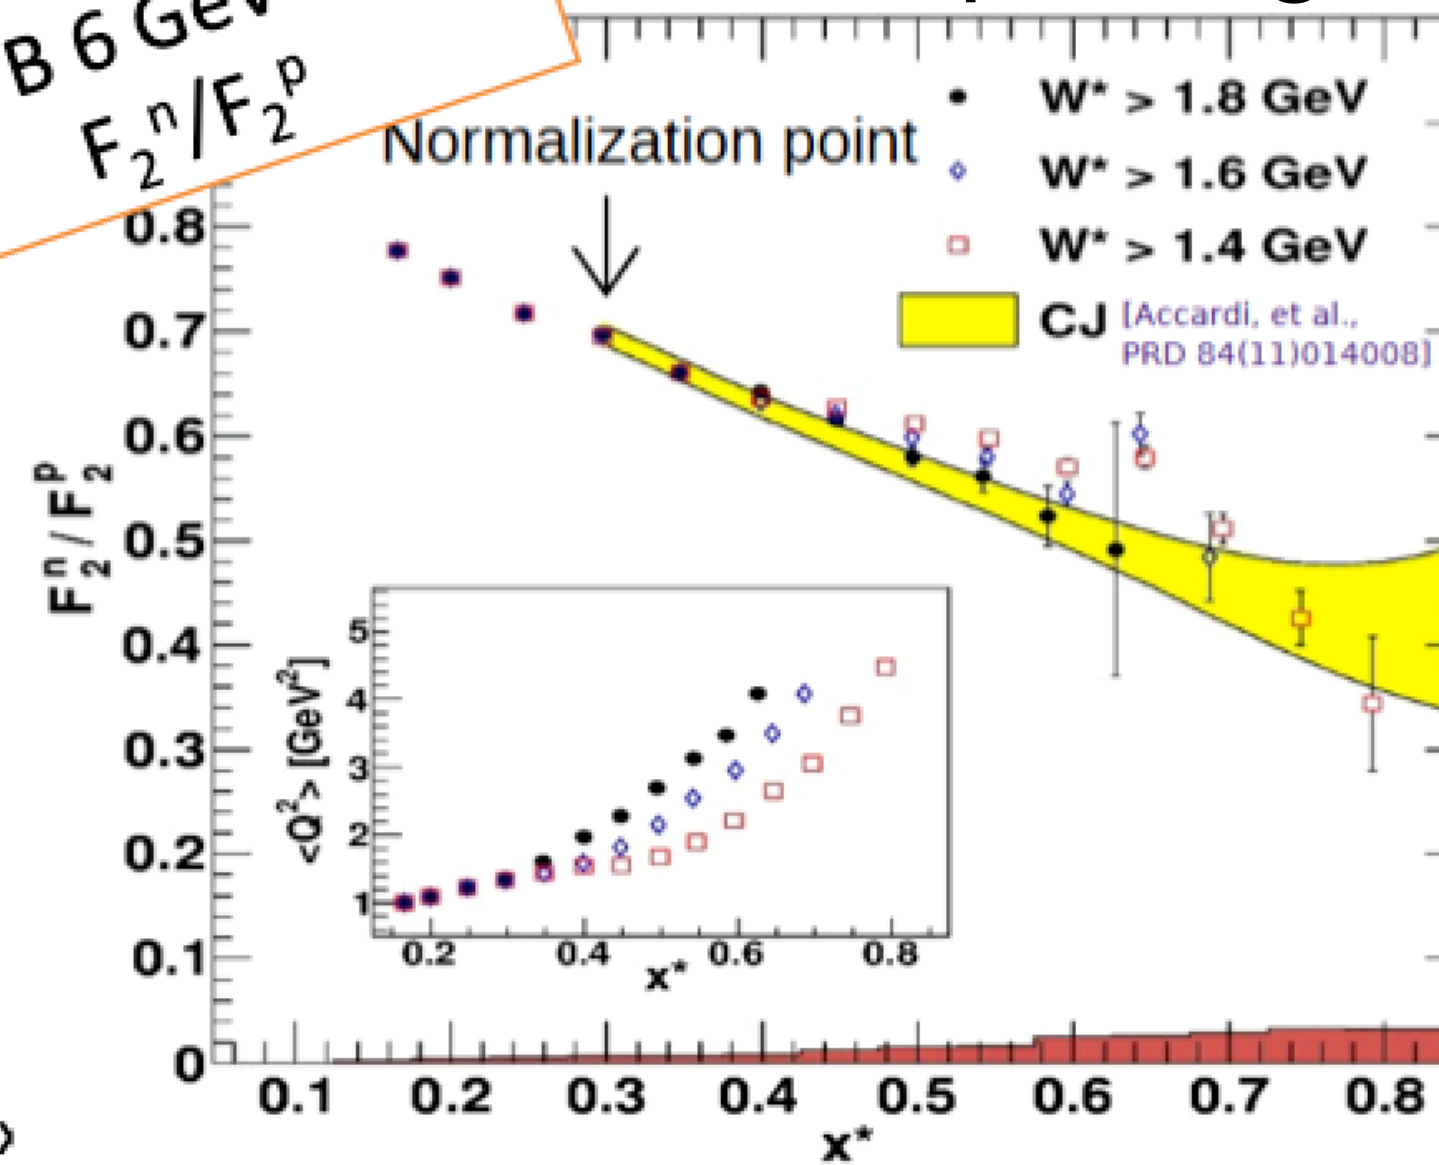 B 6 GeV
F₂ⁿ/F₂ᵖ
Normalization point
W* > 1.8 GeV
W* > 1.6 GeV
W* > 1.4 GeV
CJ [Accardi, et al.,
PRD 84(11)014008]
F₂ⁿ / F₂ᵖ
0.8
0.7
0.6
0.5
0.4
0.3
0.2
0.1
0
<Q²> [GeV²]
5
4
3
2
1
0.2 0.4 0.6 0.8
x*
0.1 0.2 0.3 0.4 0.5 0.6 0.7 0.8
x*